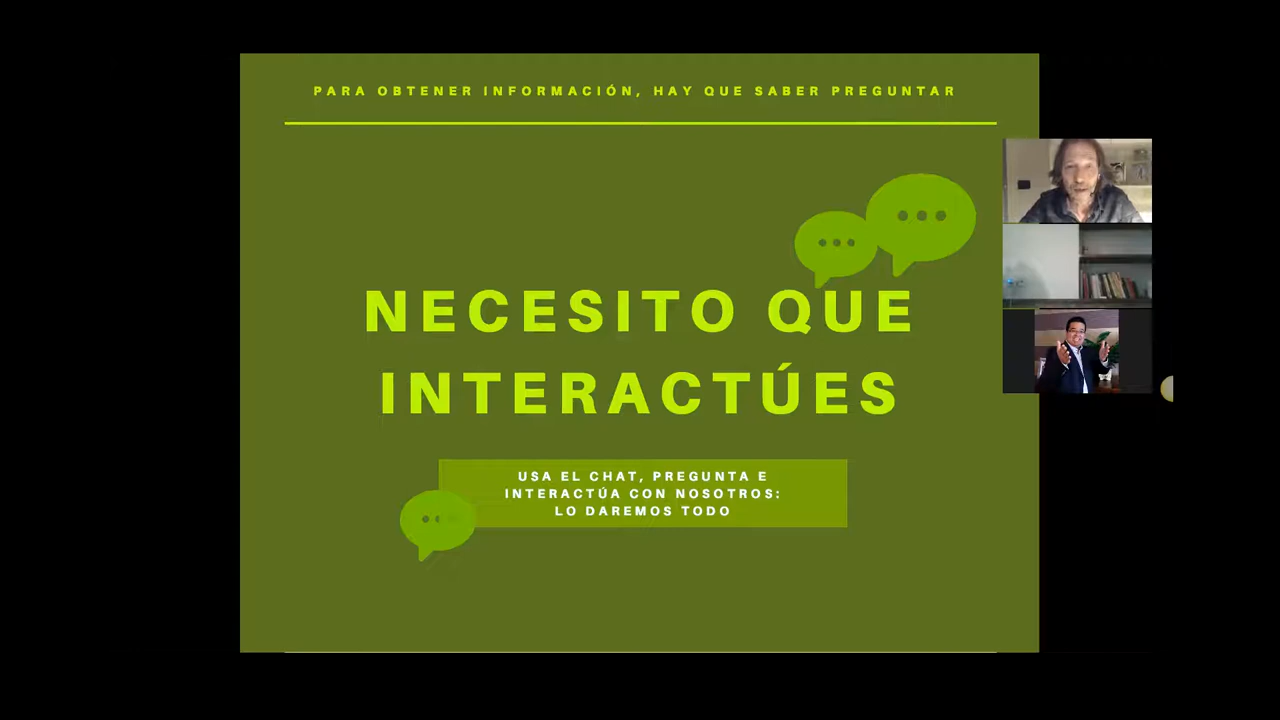 PARA OBTENER INFORMACIÓN, HAY QUE SABER PREGUNTAR
NECESITO QUE
INTERACTÚES
USA EL CHAT, PREGUNTA E
INTERACTÚA CON NOSOTROS:
LO DAREMOS TODO